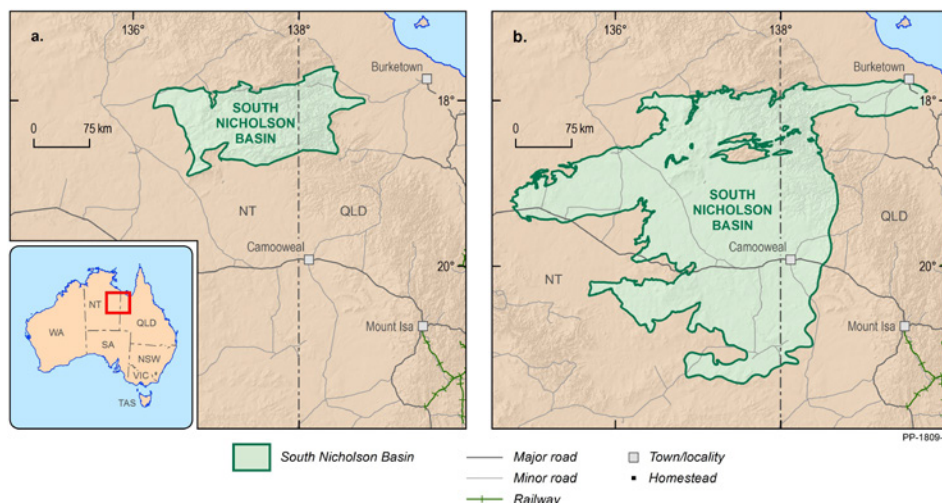 136°
138°
a.
Burketown
18°
SOUTH
NICHOLSON
BASIN
0 75 km
NT
QLD
Camooweal
20°
Mount Isa
NT
WA
QLD
SA
NSW
VIC
TAS
136°
138°
b.
Burketown
18°
0 75 km
SOUTH
NICHOLSON
BASIN
QLD
Camooweal
20°
NT
Mount Isa
PP-1809-
South Nicholson Basin
Major road
Minor road
Railway
Town/locality
Homestead